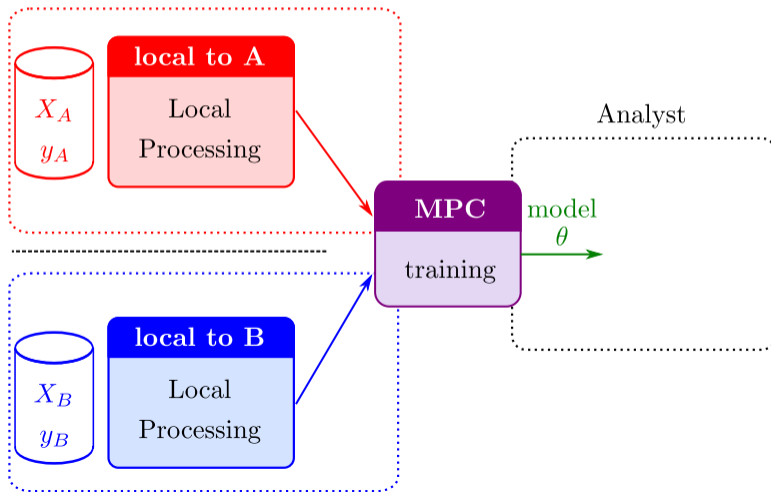 local to A
X_A
y_A
Local
Processing
Analyst
MPC
training
model
θ
local to B
X_B
y_B
Local
Processing